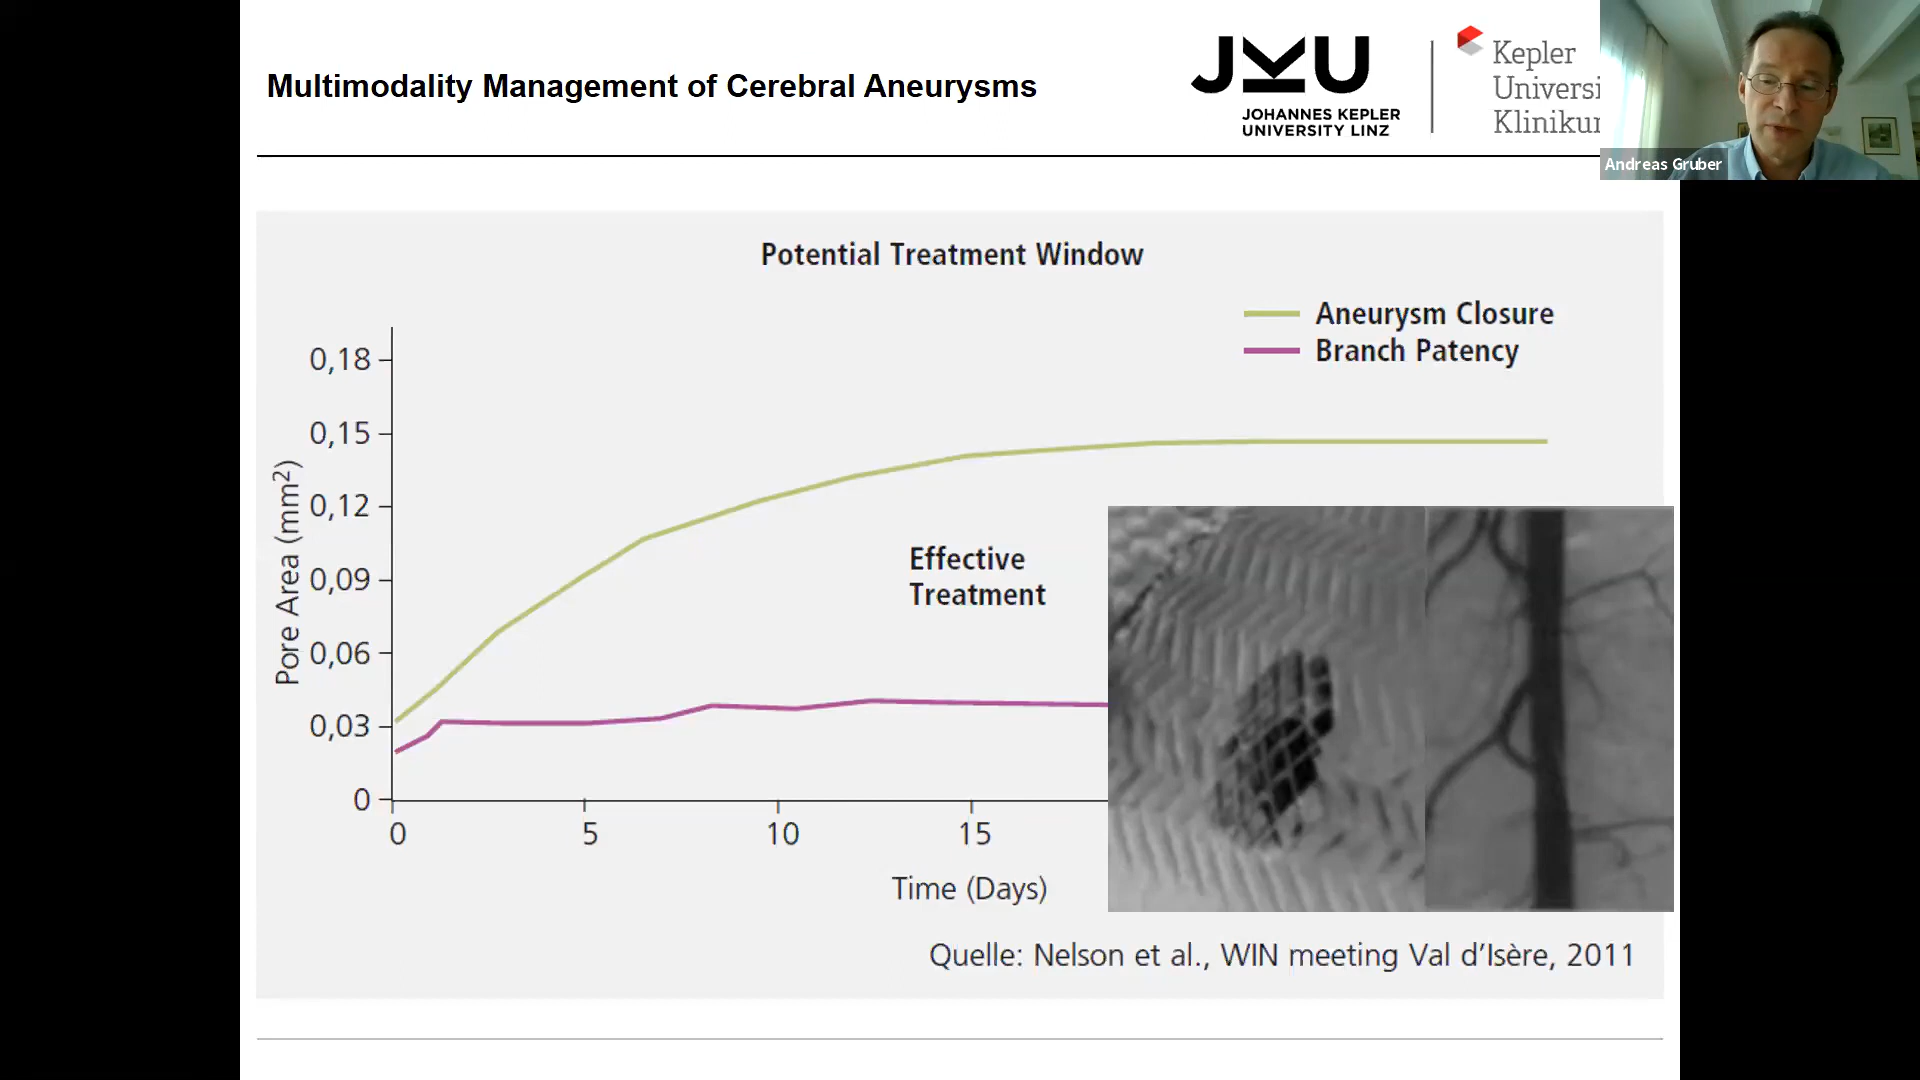 Multimodality Management of Cerebral Aneurysms
JKU
JOHANNES KEPLER
UNIVERSITY LINZ
Kepler
Universi
Kliniku
Andreas Gruber
Potential Treatment Window
Aneurysm Closure
Branch Patency
Pore Area (mm²)
0,18
0,15
0,12
0,09
0,06
0,03
0
Effective
Treatment
0 5 10 15
Time (Days)
Quelle: Nelson et al., WIN meeting Val d’Isère, 2011